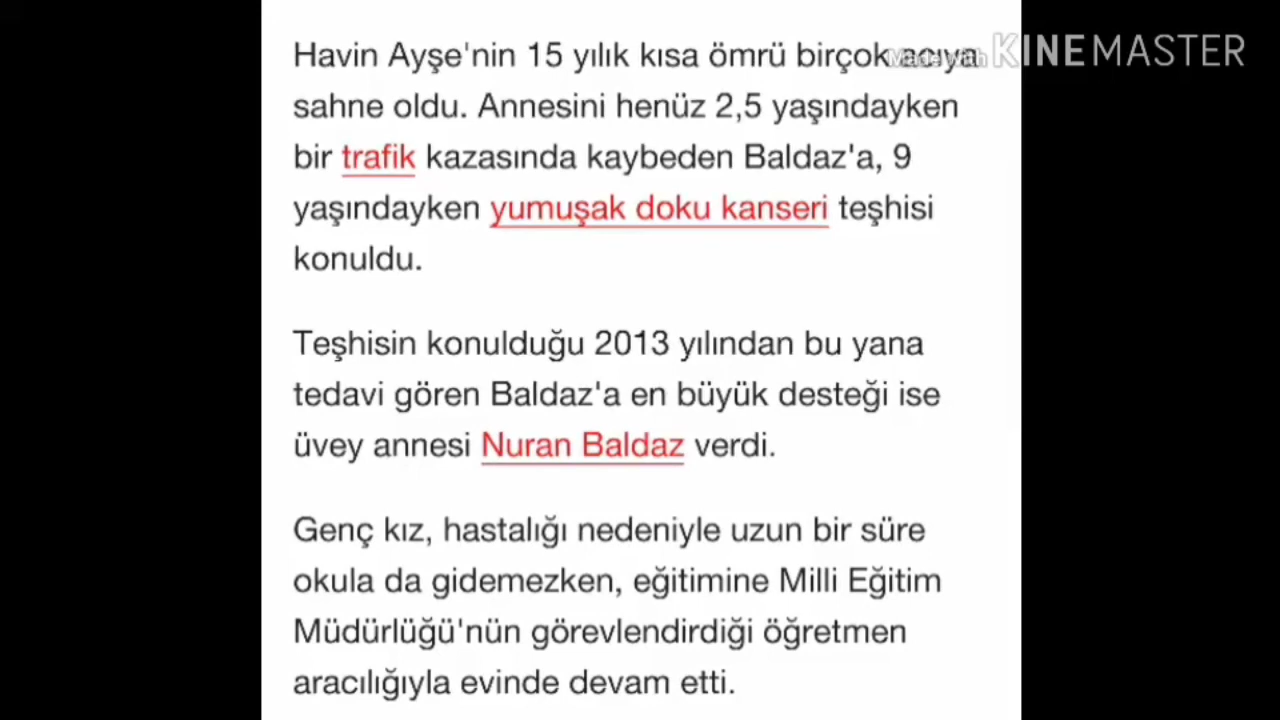 Havin Ayşe'nin 15 yılık kısa ömrü birçok acıya
Made with KINEMASTER
sahne oldu. Annesini henüz 2,5 yaşındayken
bir trafik kazasında kaybeden Baldaz'a, 9
yaşındayken yumuşak doku kanseri teşhisi
konuldu.
Teşhisin konulduğu 2013 yılından bu yana
tedavi gören Baldaz'a en büyük desteği ise
üvey annesi Nuran Baldaz verdi.
Genç kız, hastalığı nedeniyle uzun bir süre
okula da gidemezken, eğitimine Milli Eğitim
Müdürlüğü'nün görevlendirdiği öğretmen
aracılığıyla evinde devam etti.